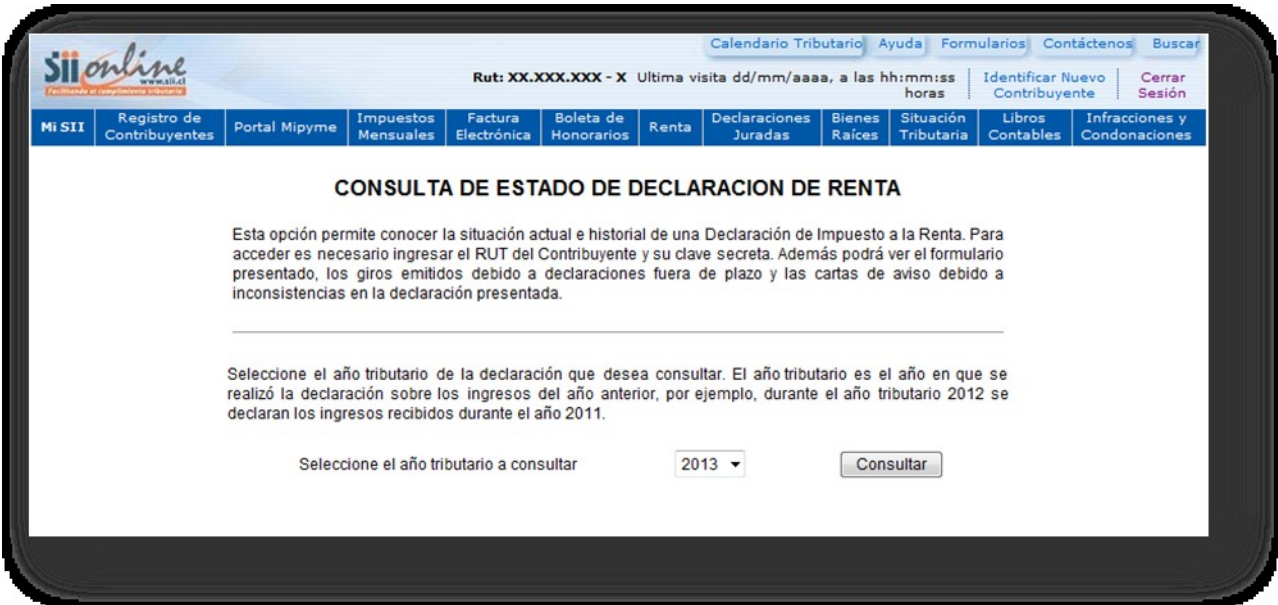 Calendario Tributario Ayuda Formularios Contáctenos Buscar
Sii online
www.sii.cl
Facilitando el cumplimiento tributario
Rut: XX.XXX.XXX - X Ultima visita dd/mm/aaaa, a las hh:mm:ss horas
Identificar Nuevo Contribuyente
Cerrar Sesión
Mi SII
Registro de Contribuyentes
Portal Mipyme
Impuestos Mensuales
Factura Electrónica
Boleta de Honorarios
Renta
Declaraciones Juradas
Bienes Raíces
Situación Tributaria
Libros Contables
Infracciones y Condonaciones
CONSULTA DE ESTADO DE DECLARACION DE RENTA
Esta opción permite conocer la situación actual e historial de una Declaración de Impuesto a la Renta. Para
acceder es necesario ingresar el RUT del Contribuyente y su clave secreta. Además podrá ver el formulario
presentado, los giros emitidos debido a declaraciones fuera de plazo y las cartas de aviso debido a
inconsistencias en la declaración presentada.
Seleccione el año tributario de la declaración que desea consultar. El año tributario es el año en que se
realizó la declaración sobre los ingresos del año anterior, por ejemplo, durante el año tributario 2012 se
declaran los ingresos recibidos durante el año 2011.
Seleccione el año tributario a consultar 2013 Consultar